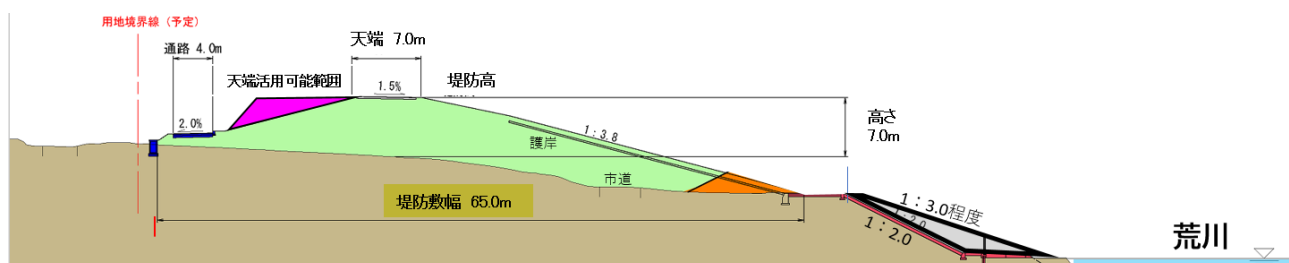 用地境界線（予定）
通路 4.0m
天端 7.0m
天端活用可能範囲
1.5%
堤防高
2.0%
高さ
7.0m
1：3.8
護岸
市道
堤防敷幅 65.0m
1：3.0程度
1：2.0
1：2.0
荒川